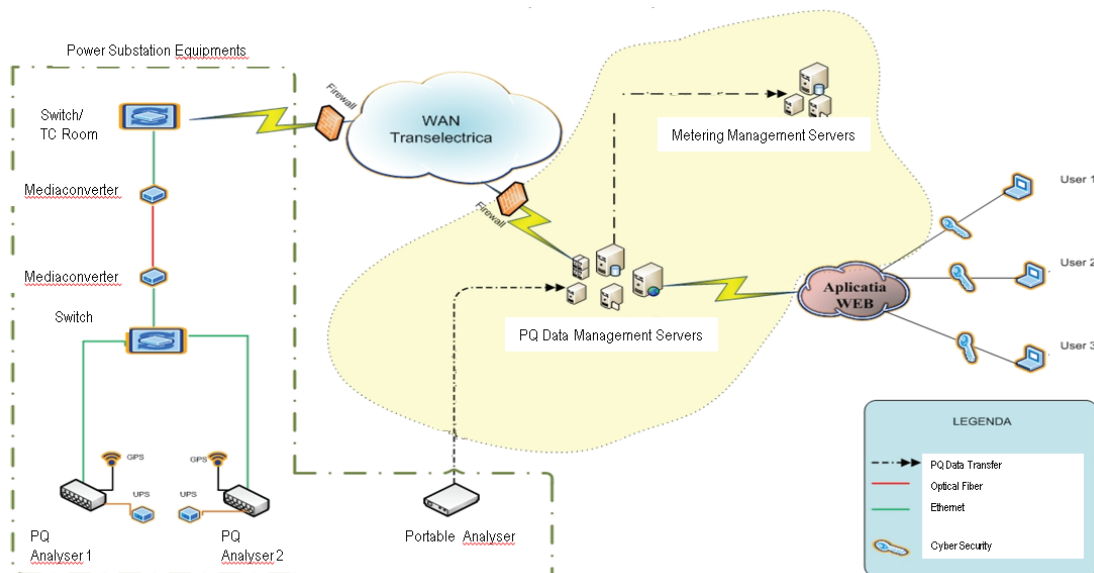 Power Substation Equipments
Switch/
TC Room
Firewall
WAN
Transelectrica
Metering Management Servers
Mediaconverter
Firewall
User 1
Mediaconverter
User 2
Aplicatia
WEB
Switch
PQ Data Management Servers
User 3
LEGENDA
PQ Data Transfer
Optical Fiber
Ethernet
Cyber Security
GPS
GPS
UPS
UPS
PQ
Analyser 1
PQ
Analyser 2
Portable Analyser